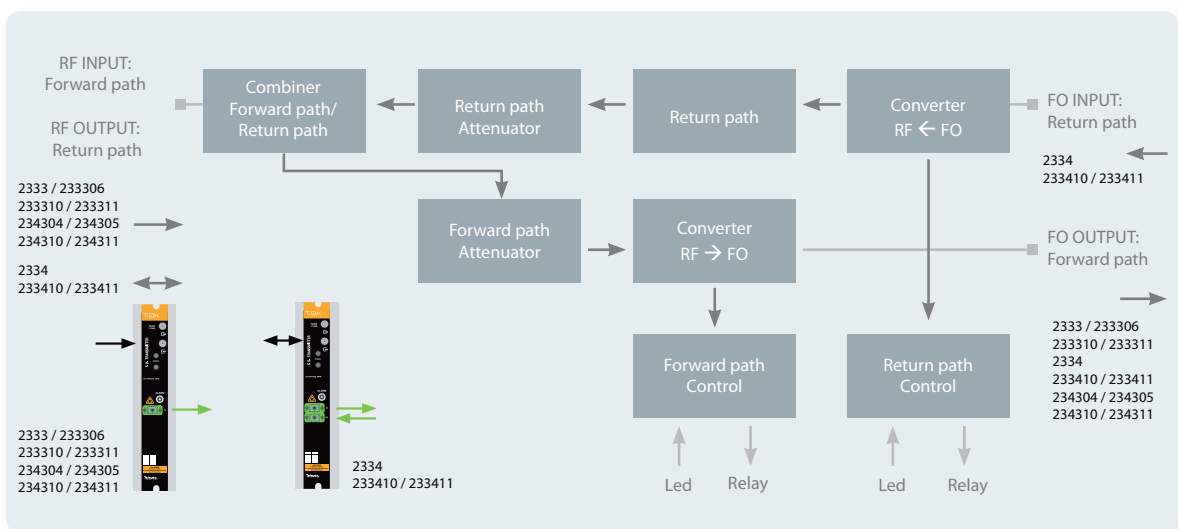 RF INPUT:
Forward path
RF OUTPUT:
Return path
Combiner
Forward path/
Return path
Return path
Attenuator
Return path
Converter
RF ← FO
FO INPUT:
Return path
2334
233410 / 233411
2333 / 233306
233310 / 233311
234304 / 234305
234310 / 234311
2334
233410 / 233411
Forward path
Attenuator
Converter
RF → FO
FO OUTPUT:
Forward path
2333 / 233306
233310 / 233311
2334
233410 / 233411
234304 / 234305
234310 / 234311
Forward path
Control
Return path
Control
Led
Relay
Led
Relay
T.0X
Televes
2333 / 233306
233310 / 233311
234304 / 234305
234310 / 234311
T.0X
Televes
2334
233410 / 233411